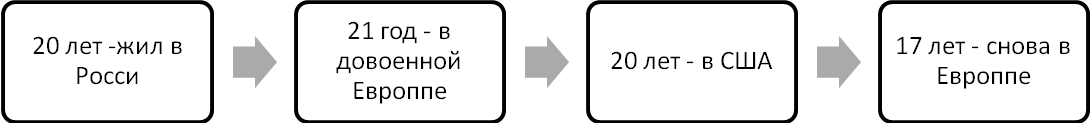 20 лет -жил в
Росси
21 год - в
довоенной
Европпе
20 лет - в США
17 лет - снова в
Европпе